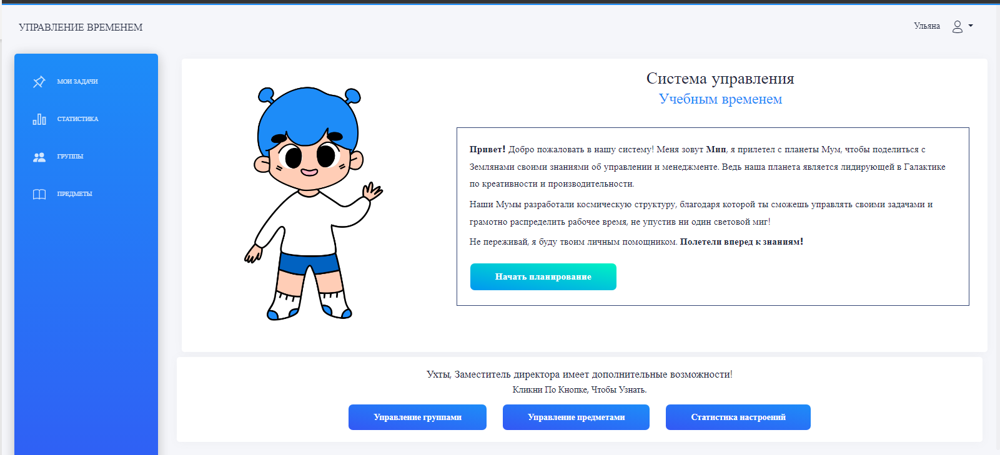 УПРАВЛЕНИЕ ВРЕМЕНЕМ
Ульяна
МОИ ЗАДАЧИ
СТАТИСТИКА
ГРУППЫ
ПРЕДМЕТЫ
Система управления
Учебным временем
Привет! Добро пожаловать в нашу систему! Меня зовут Мип, я прилетел с планеты Мум, чтобы поделиться с
Землянами своими знаниями об управлении и менеджменте. Ведь наша планета является лидирующей в Галактике
по креативности и производительности.
Наши Мумы разработали космическую структуру, благодаря которой ты сможешь управлять своими задачами и
грамотно распределить рабочее время, не упустив ни один световой миг!
Не переживай, я буду твоим личным помощником. Полетели вперед к знаниям!
Начать планирование
Ухты, Заместитель директора имеет дополнительные возможности!
Кликни По Кнопке, Чтобы Узнать.
Управление группами
Управление предметами
Статистика настроений